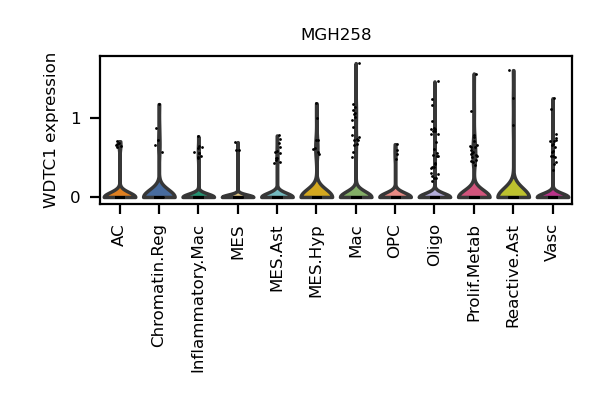 MGH258
WDTC1 expression
1
0
AC
Chromatin.Reg
Inflammatory.Mac
MES
MES.Ast
MES.Hyp
Mac
OPC
Oligo
Prolif.Metab
Reactive.Ast
Vasc